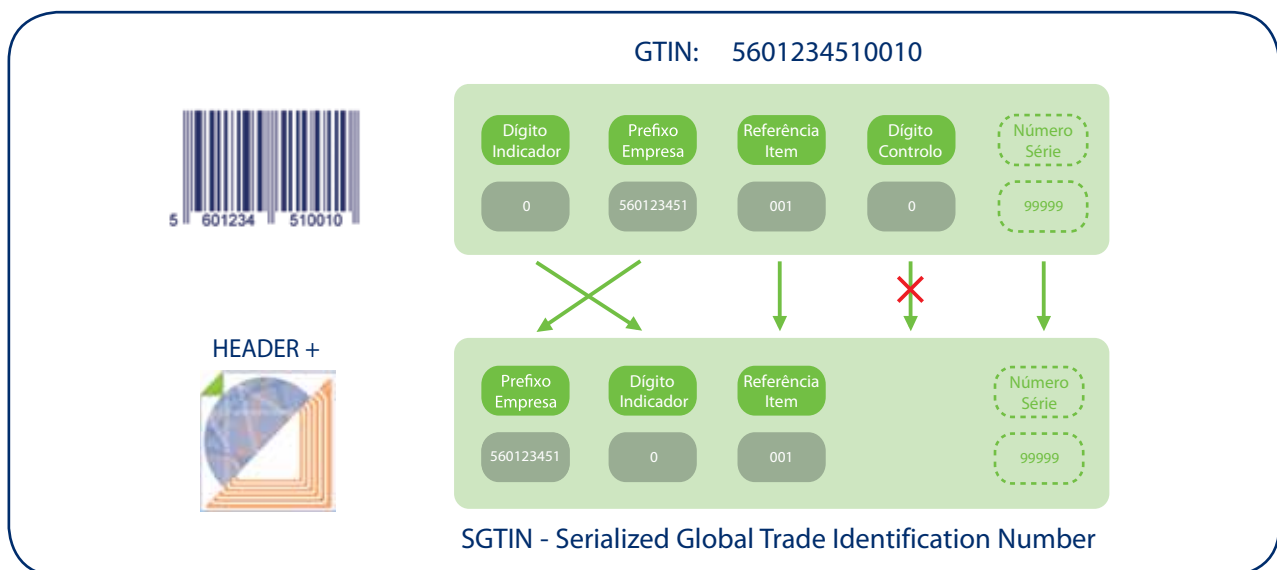 GTIN: 5601234510010
Dígito
Indicador
Prefixo
Empresa
Referência
Item
Dígito
Controlo
Número
Série
0
560123451
001
0
99999
5 601234 510010
HEADER +
Prefixo
Empresa
Dígito
Indicador
Referência
Item
Número
Série
560123451
0
001
99999
SGTIN - Serialized Global Trade Identification Number